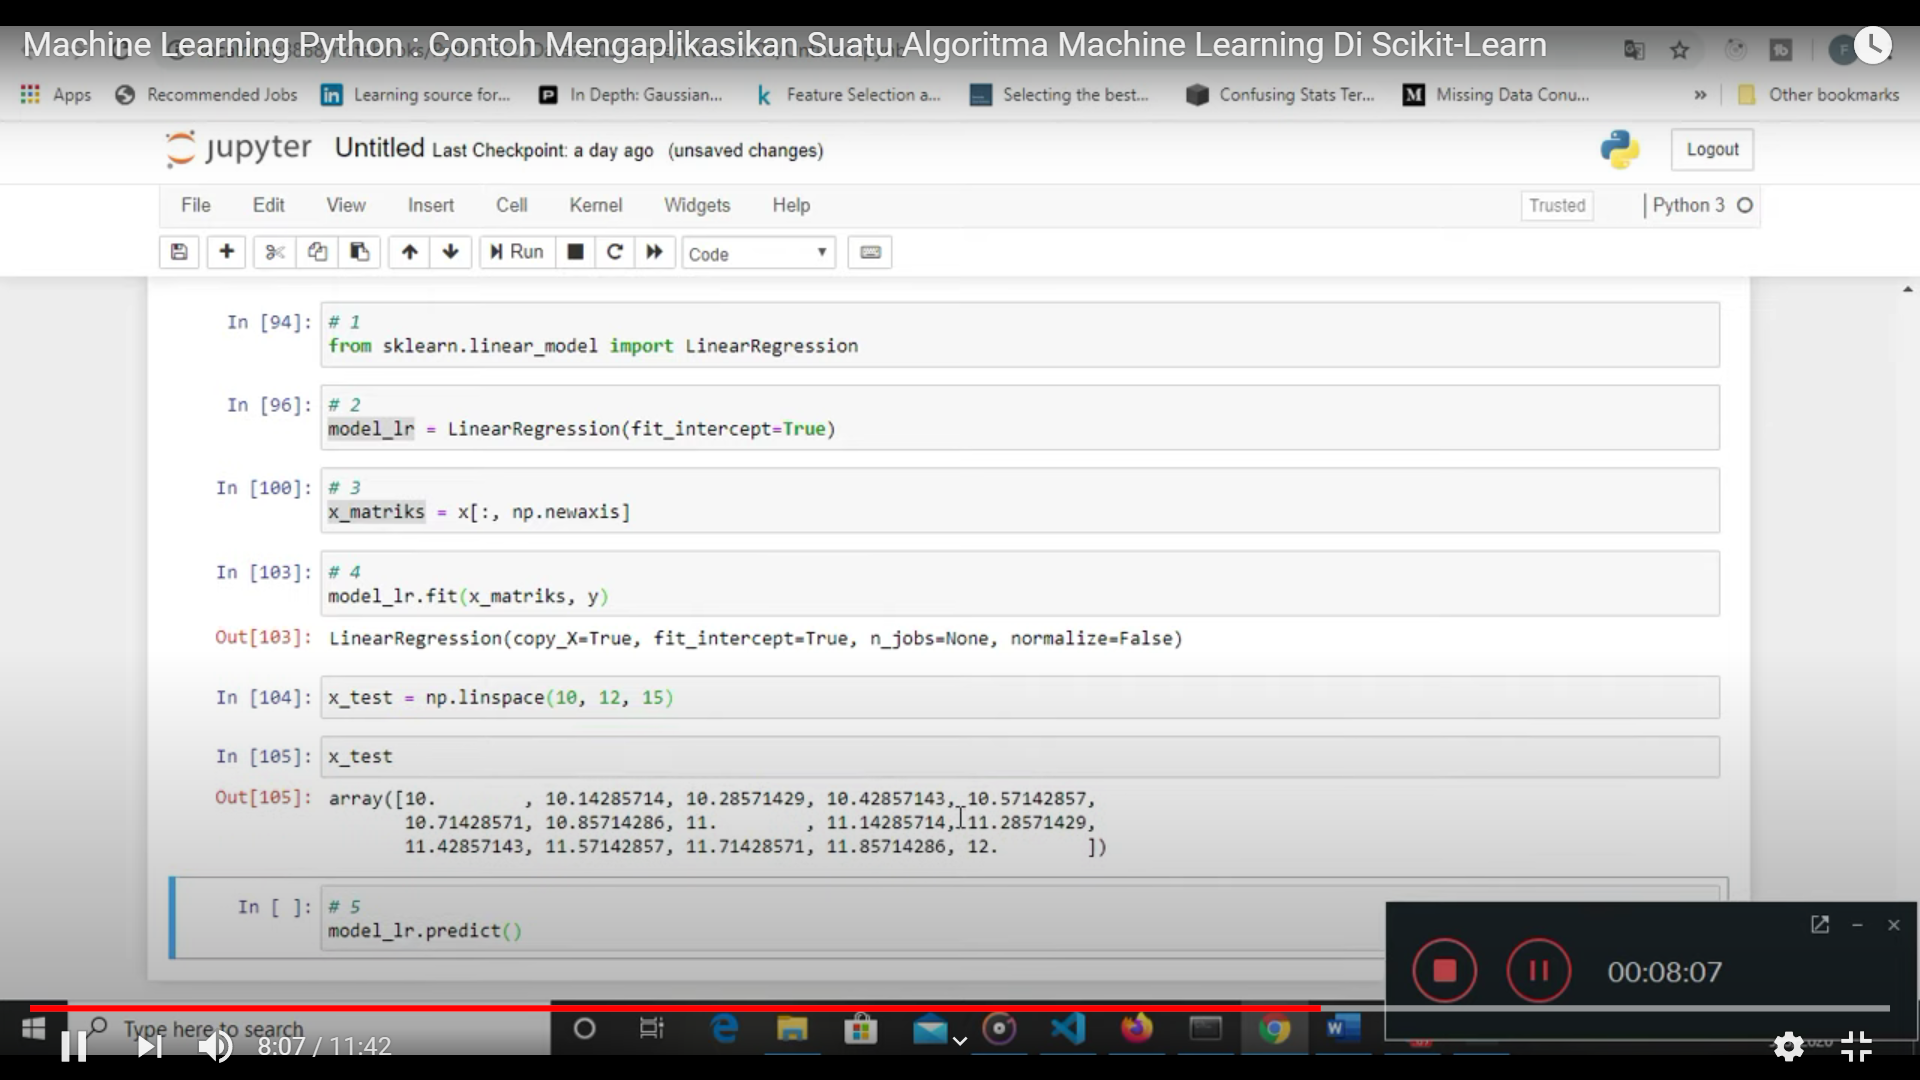 Machine Learning Python : Contoh Mengaplikasikan Suatu Algoritma Machine Learning Di Scikit-Learn
Apps Recommended Jobs Learning source for... In Depth: Gaussian... Feature Selection a... Selecting the best... Confusing Stats Ter... Missing Data Conu... » Other bookmarks
jupyter Untitled Last Checkpoint: a day ago (unsaved changes) Logout
File Edit View Insert Cell Kernel Widgets Help Trusted Python 3
Run Code
In [94]: # 1
from sklearn.linear_model import LinearRegression
In [96]: # 2
model_lr = LinearRegression(fit_intercept=True)
In [100]: # 3
x_matriks = x[:, np.newaxis]
In [103]: # 4
model_lr.fit(x_matriks, y)
Out[103]: LinearRegression(copy_X=True, fit_intercept=True, n_jobs=None, normalize=False)
In [104]: x_test = np.linspace(10, 12, 15)
In [105]: x_test
Out[105]: array([10. , 10.14285714, 10.28571429, 10.42857143, 10.57142857,
10.71428571, 10.85714286, 11. , 11.14285714, 11.28571429,
11.42857143, 11.57142857, 11.71428571, 11.85714286, 12. ])
In [ ]: # 5
model_lr.predict()
00:08:07
Type here to search
8:07 / 11:42